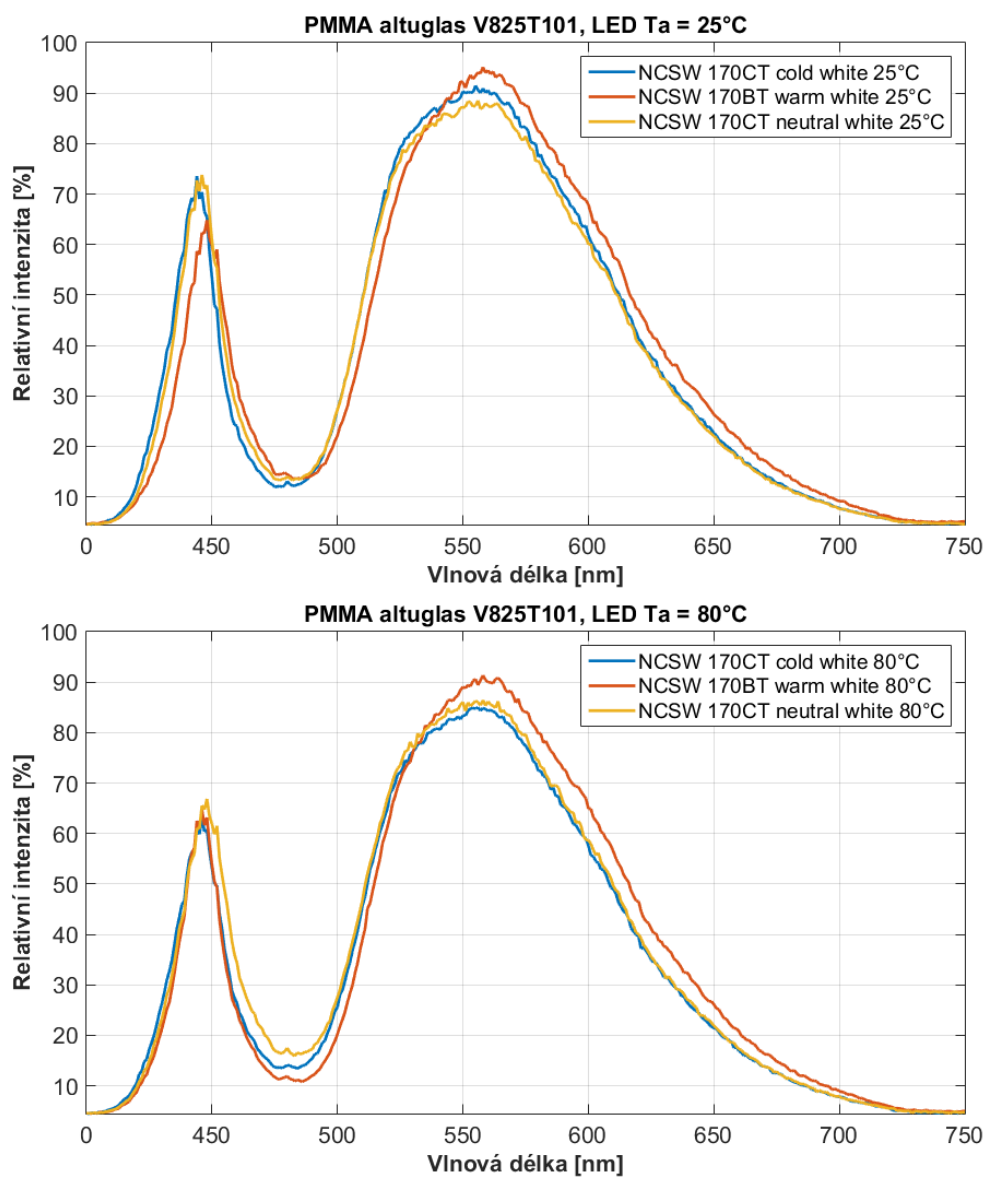 PMMA altuglas V825T101, LED Ta = 25°C
100
90
80
70
60
50
40
30
20
10
Relativní intenzita [%]
NCSW 170CT cold white 25°C
NCSW 170BT warm white 25°C
NCSW 170CT neutral white 25°C
0 450 500 550 600 650 700 750
Vlnová délka [nm]
PMMA altuglas V825T101, LED Ta = 80°C
100
90
80
70
60
50
40
30
20
10
Relativní intenzita [%]
NCSW 170CT cold white 80°C
NCSW 170BT warm white 80°C
NCSW 170CT neutral white 80°C
0 450 500 550 600 650 700 750
Vlnová délka [nm]